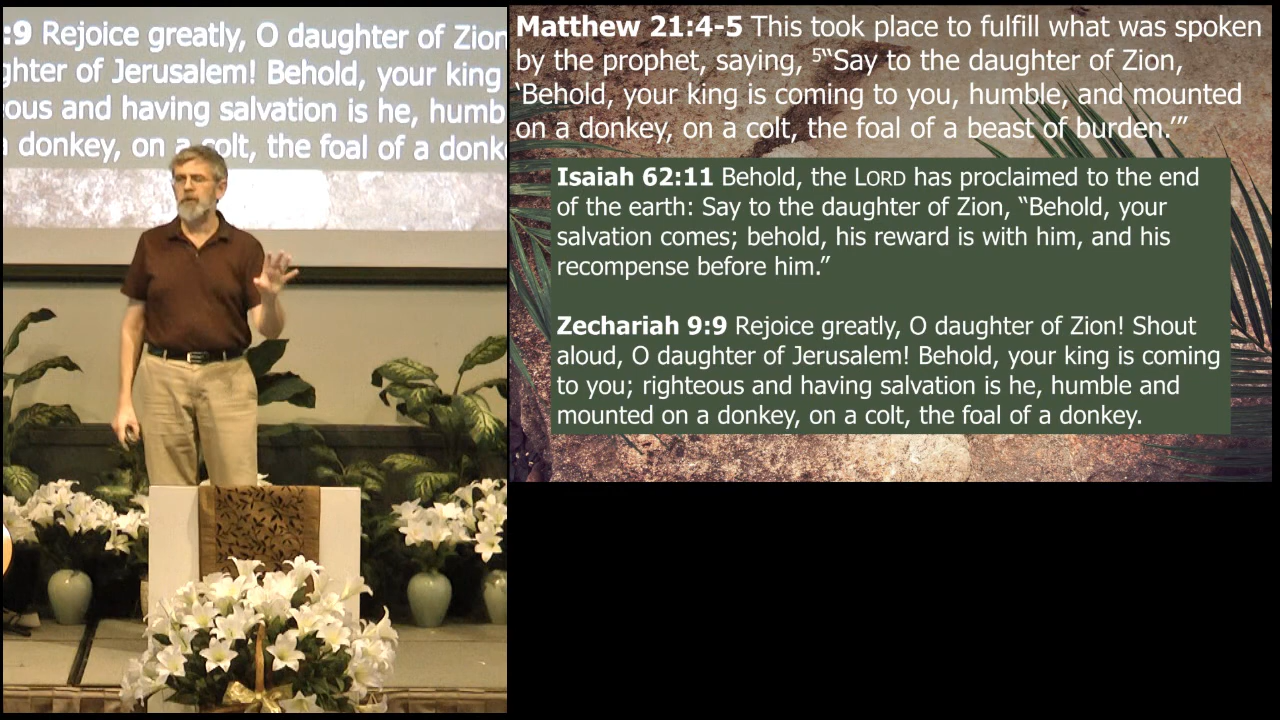 :9 Rejoice greatly, O daughter of Zion
ghter of Jerusalem! Behold, your king
ous and having salvation is he, humb
a donkey, on a colt, the foal of a donk
Matthew 21:4-5 This took place to fulfill what was spoken
by the prophet, saying, ⁵“Say to the daughter of Zion,
‘Behold, your king is coming to you, humble, and mounted
on a donkey, on a colt, the foal of a beast of burden.’”
Isaiah 62:11 Behold, the LORD has proclaimed to the end
of the earth: Say to the daughter of Zion, “Behold, your
salvation comes; behold, his reward is with him, and his
recompense before him.”
Zechariah 9:9 Rejoice greatly, O daughter of Zion! Shout
aloud, O daughter of Jerusalem! Behold, your king is coming
to you; righteous and having salvation is he, humble and
mounted on a donkey, on a colt, the foal of a donkey.